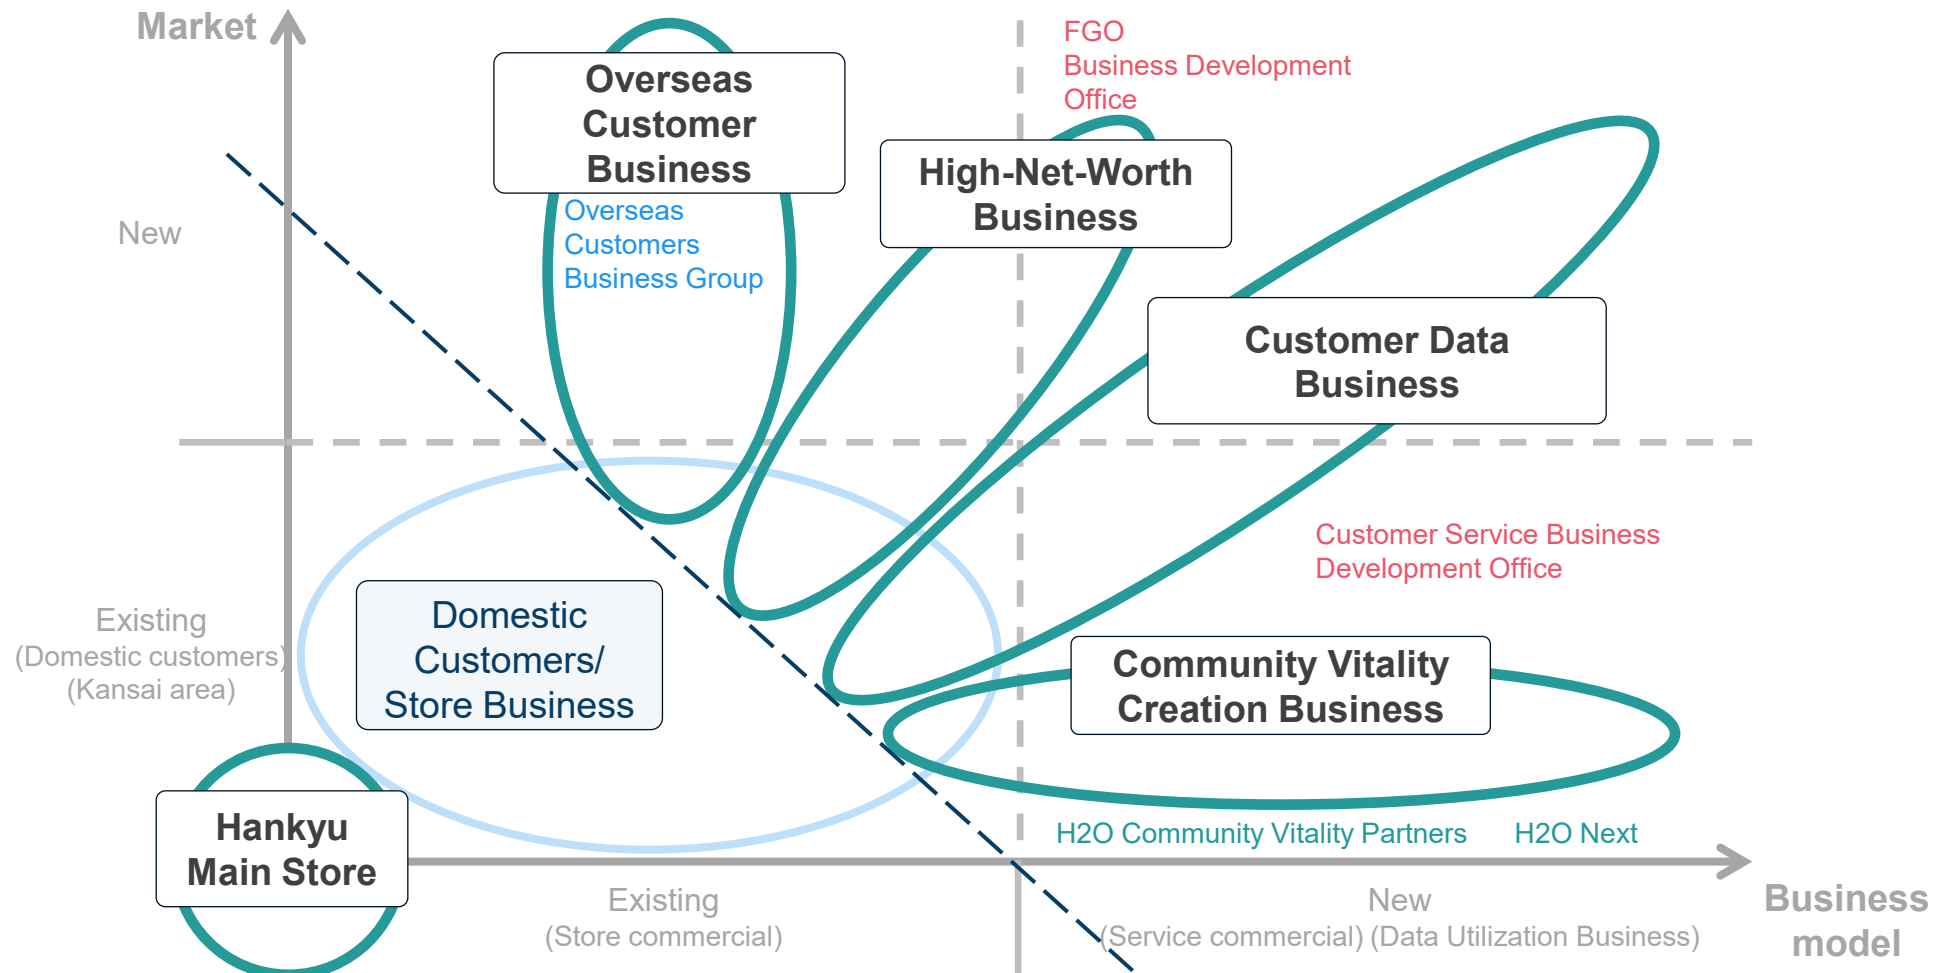 Market
FGO
Business Development
Office
Overseas
Customer
Business
High-Net-Worth
Business
New
Overseas
Customers
Business Group
Customer Data
Business
Customer Service Business
Development Office
Existing
(Domestic customers)
(Kansai area)
Domestic
Customers/
Store Business
Community Vitality
Creation Business
Hankyu
Main Store
H2O Community Vitality Partners
H2O Next
Existing
(Store commercial)
New
(Service commercial) (Data Utilization Business)
Business
model